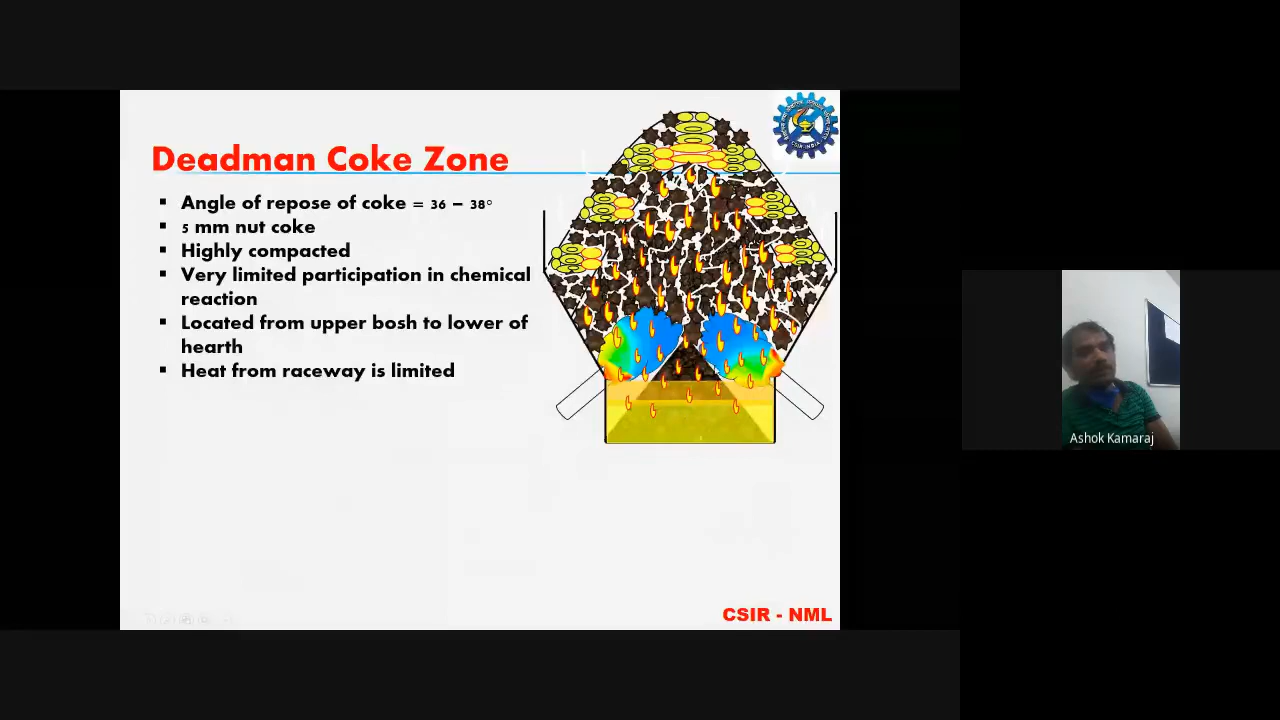 Deadman Coke Zone
▪ Angle of repose of coke = 36 – 38°
▪ 5 mm nut coke
▪ Highly compacted
▪ Very limited participation in chemical
reaction
▪ Located from upper bosh to lower of
hearth
▪ Heat from raceway is limited
CSIR - NML
Ashok Kamaraj